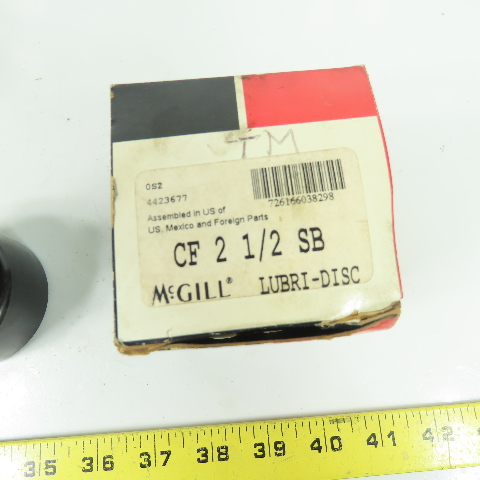 TM
0S2
4423677
Assembled in US of
US, Mexico and Foreign Parts
726166038298
CF 2 1/2 SB
McGILL® LUBRI-DISC
35 36 37 38 39 40 41 42